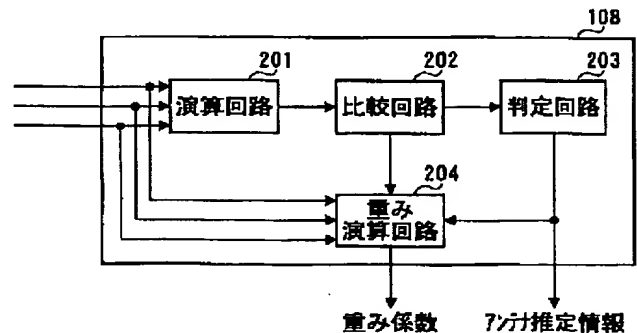 108
201
202
203
演算回路
比較回路
判定回路
204
重み
演算回路
重み係数
ｱﾝﾃﾅ推定情報